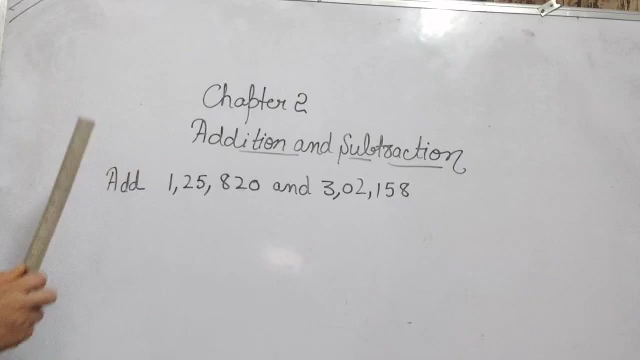 Chapter 2
Addition and Subtraction
Add 1,25,820 and 3,02,158